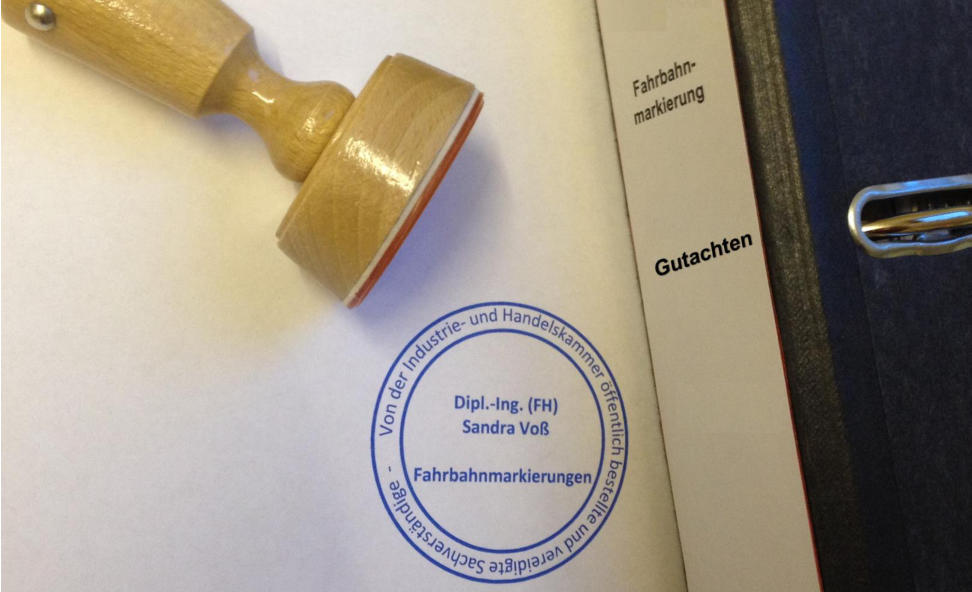 Fahrbahn-
markierung
Gutachten
Von der Industrie- und Handelskammer öffentlich bestellte und vereidigte Sachverständige -
Dipl.-Ing. (FH)
Sandra Voß
Fahrbahnmarkierungen